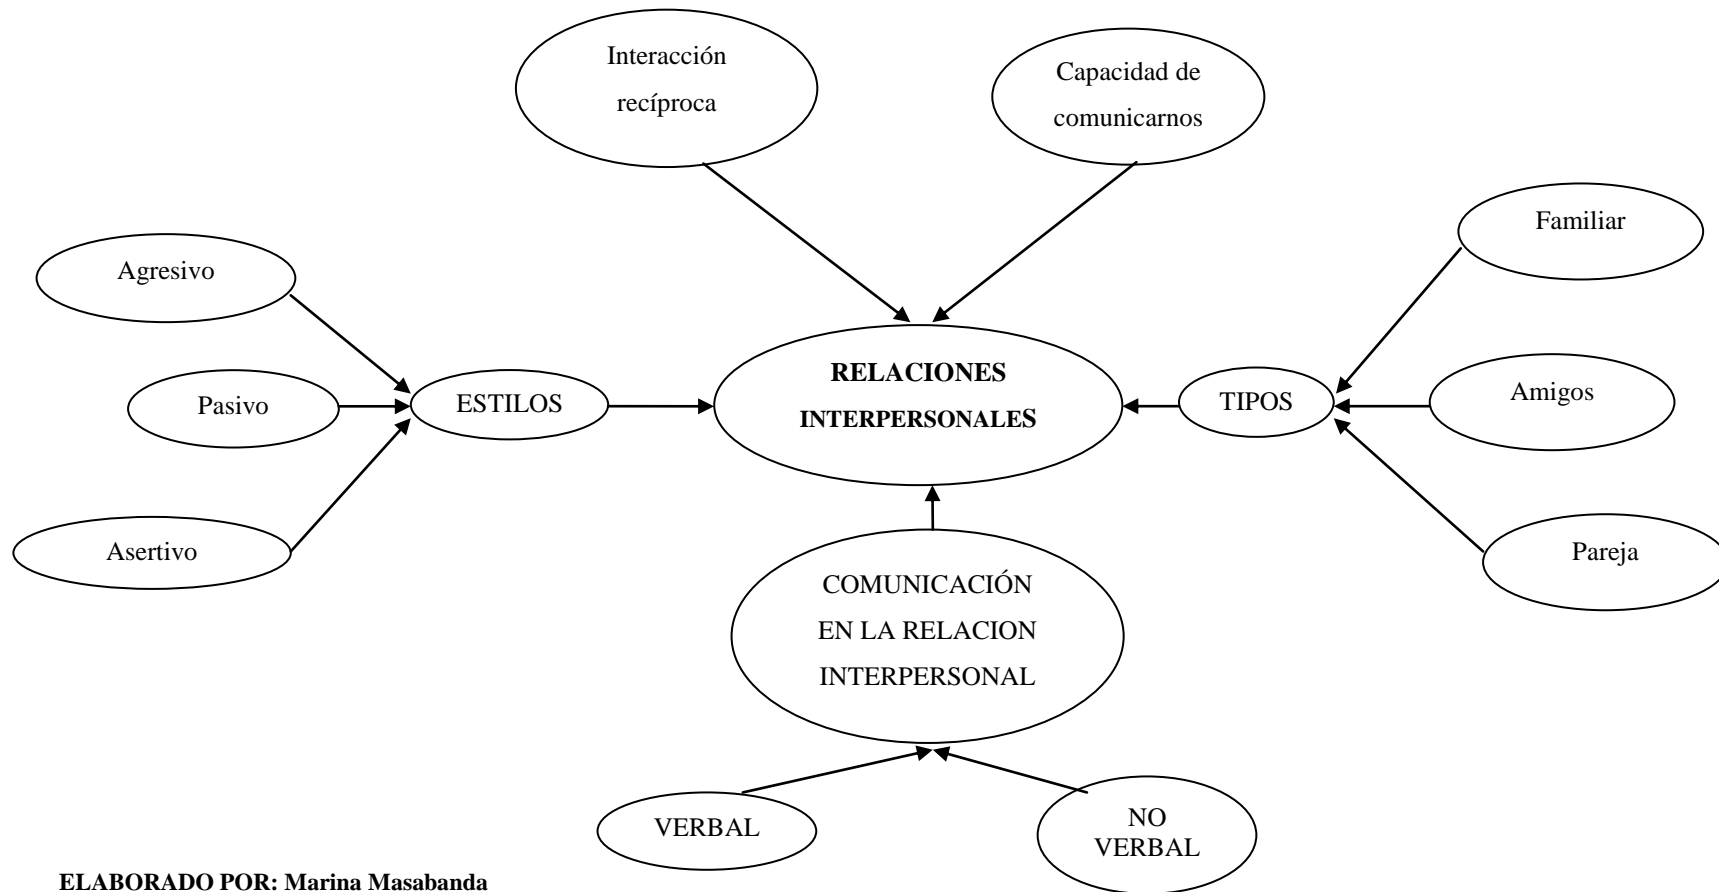 Interacción
recíproca
Capacidad de
comunicarnos
Familiar
Agresivo
RELACIONES
INTERPERSONALES
Pasivo
ESTILOS
TIPOS
Amigos
Asertivo
Pareja
COMUNICACIÓN
EN LA RELACION
INTERPERSONAL
VERBAL
NO
VERBAL
ELABORADO POR: Marina Masabanda